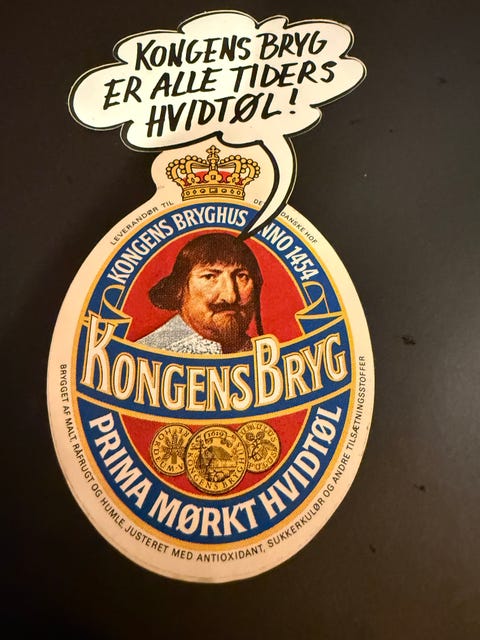 KONGENS BRYG
ER ALLE TIDERS
HVIDTØL!
LEVERANDØR TIL DE DANSKE HOF
KONGENS BRYGHUS ANNO 1454
KONGENS BRYG
PRIMA MØRKT HVIDTØL
BRYGGET AF MALT, RÅFRUGT OG HUMLE JUSTERET MED ANTIOXIDANT, SUKKERKULØR OG ANDRE TILSÆTNINGSSTOFFER